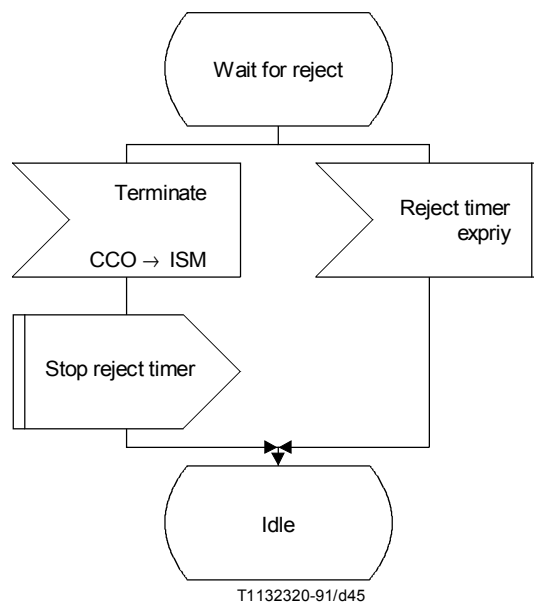 Wait for reject
Terminate
CCO → ISM
Reject timer
expriy
Stop reject timer
Idle
T1132320-91/d45